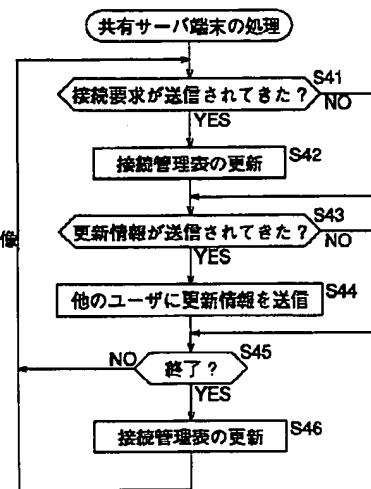 共有サーバ端末の処理
S41
接続要求が送信されてきた?
NO
YES
S42
接続管理表の更新
S43
更新情報が送信されてきた?
NO
像
YES
S44
他のユーザに更新情報を送信
S45
NO
終了?
YES
S46
接続管理表の更新